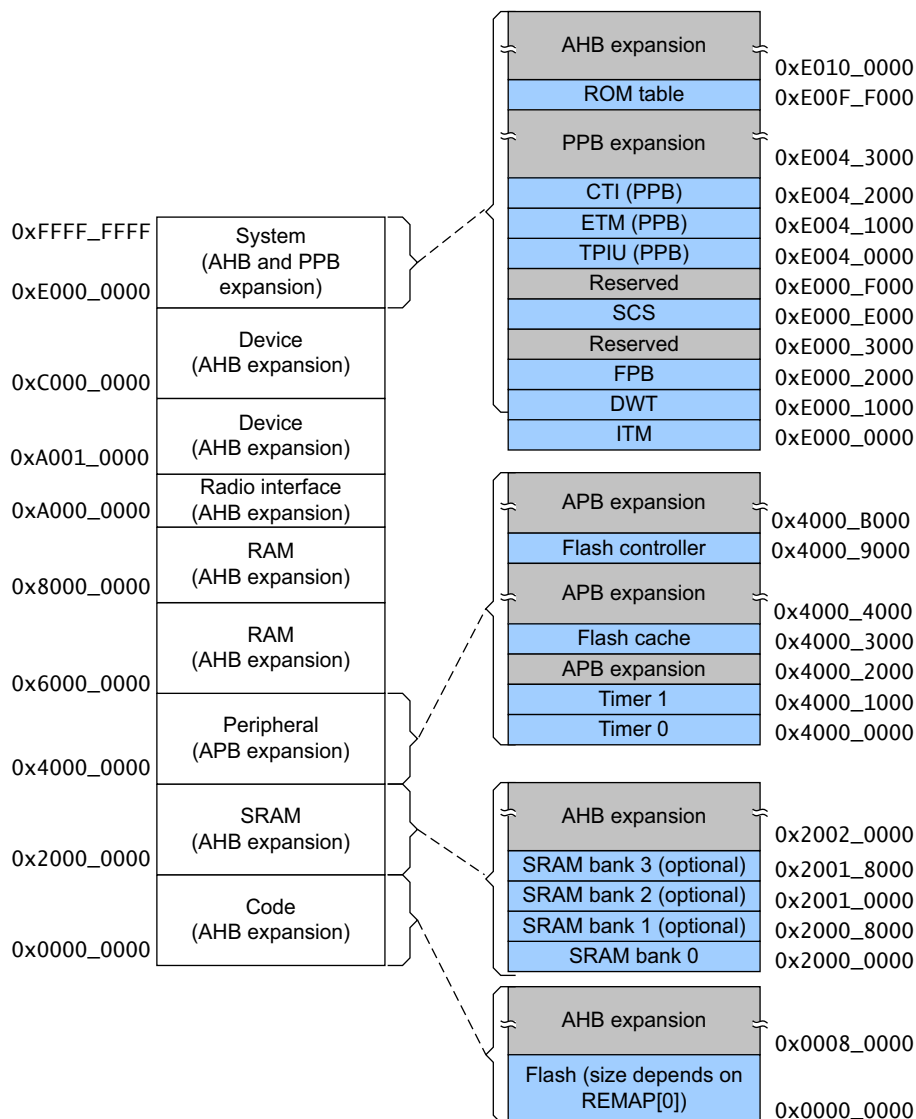 AHB expansion
0xE010_0000
ROM table
0xE00F_F000
PPB expansion
0xE004_3000
CTI (PPB)
0xE004_2000
ETM (PPB)
0xE004_1000
TPIU (PPB)
0xE004_0000
Reserved
0xE000_F000
SCS
0xE000_E000
Reserved
0xE000_3000
FPB
0xE000_2000
DWT
0xE000_1000
ITM
0xE000_0000
0xFFFF_FFFF
System
(AHB and PPB
expansion)
0xE000_0000
Device
(AHB expansion)
0xC000_0000
Device
(AHB expansion)
0xA001_0000
Radio interface
(AHB expansion)
0xA000_0000
RAM
(AHB expansion)
0x8000_0000
RAM
(AHB expansion)
0x6000_0000
Peripheral
(APB expansion)
0x4000_0000
SRAM
(AHB expansion)
0x2000_0000
Code
(AHB expansion)
0x0000_0000
APB expansion
0x4000_B000
Flash controller
0x4000_9000
APB expansion
0x4000_4000
Flash cache
0x4000_3000
APB expansion
0x4000_2000
Timer 1
0x4000_1000
Timer 0
0x4000_0000
AHB expansion
0x2002_0000
SRAM bank 3 (optional)
0x2001_8000
SRAM bank 2 (optional)
0x2001_0000
SRAM bank 1 (optional)
0x2000_8000
SRAM bank 0
0x2000_0000
AHB expansion
0x0008_0000
Flash (size depends on
REMAP[0])
0x0000_0000